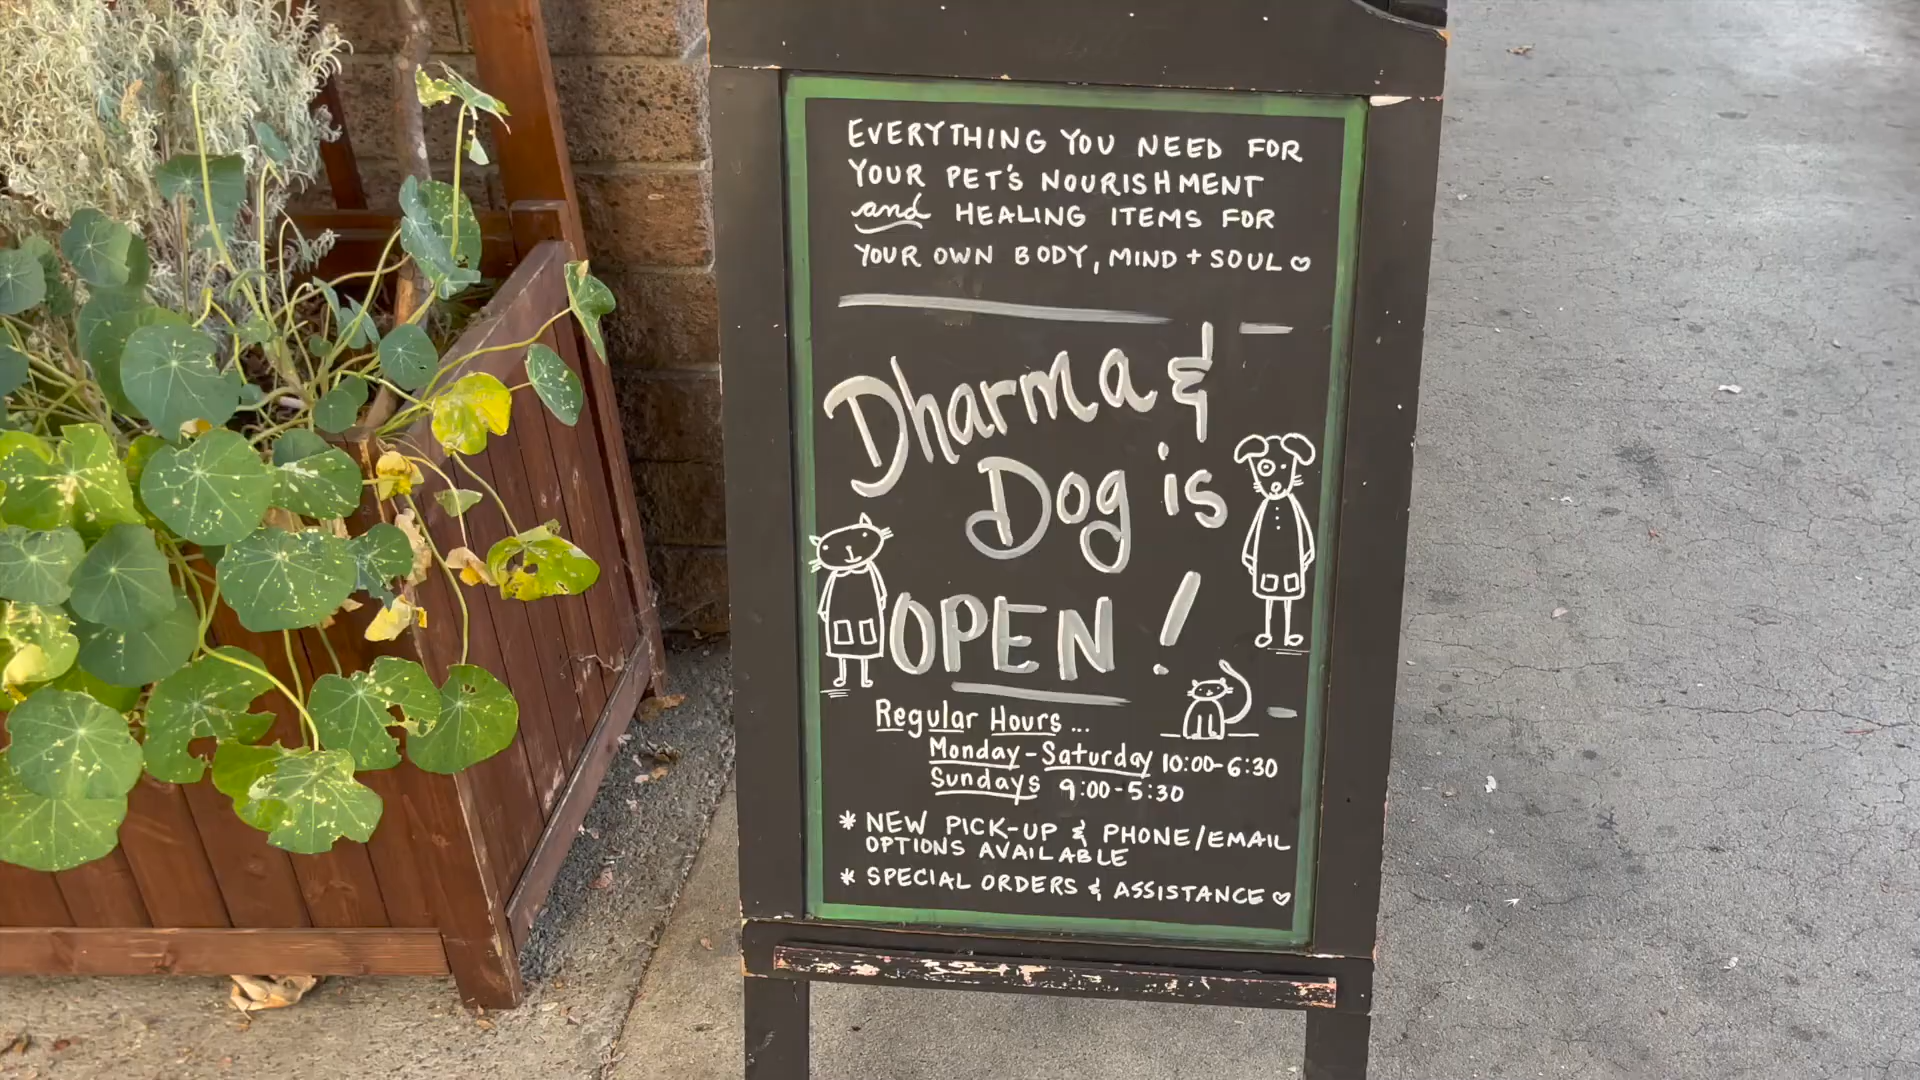 EVERYTHING YOU NEED FOR
YOUR PET'S NOURISHMENT
and HEALING ITEMS FOR
YOUR OWN BODY, MIND + SOUL ♡
Dharma &
Dog is
OPEN!
Regular Hours...
Monday - Saturday 10:00-6:30
Sundays 9:00-5:30
* NEW PICK-UP & PHONE/EMAIL
OPTIONS AVAILABLE
* SPECIAL ORDERS & ASSISTANCE ♡